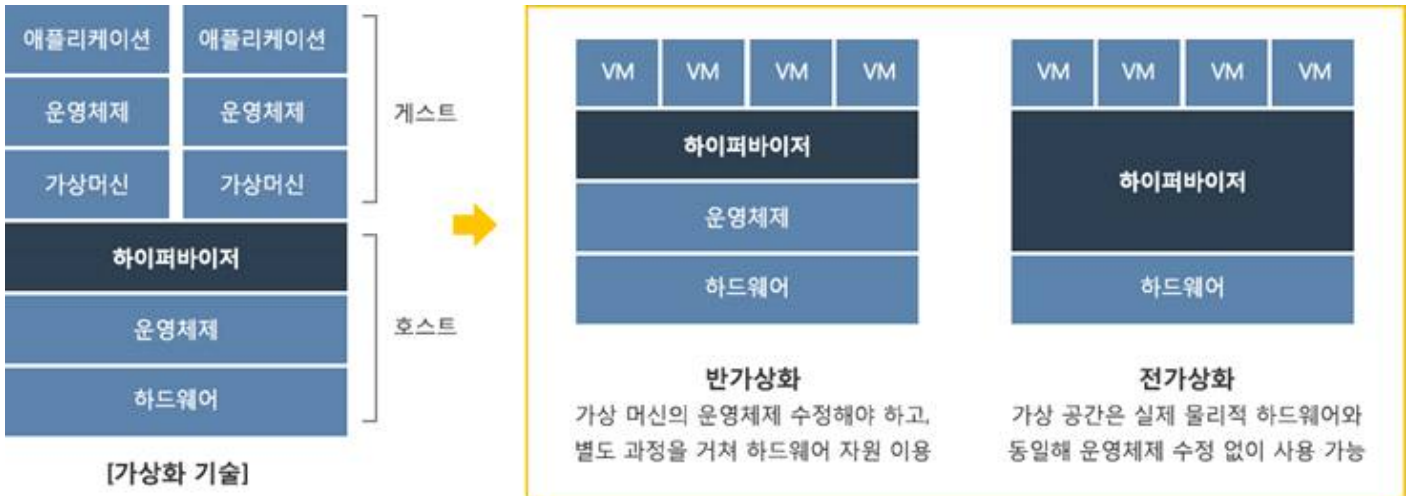 애플리케이션 애플리케이션
운영체제 운영체제
가상머신 가상머신
게스트
하이퍼바이저
운영체제
하드웨어
호스트
[가상화 기술]
VM VM VM VM
하이퍼바이저
운영체제
하드웨어
반가상화
가상 머신의 운영체제 수정해야 하고,
별도 과정을 거쳐 하드웨어 자원 이용
VM VM VM VM
하이퍼바이저
하드웨어
전가상화
가상 공간은 실제 물리적 하드웨어와
동일해 운영체제 수정 없이 사용 가능